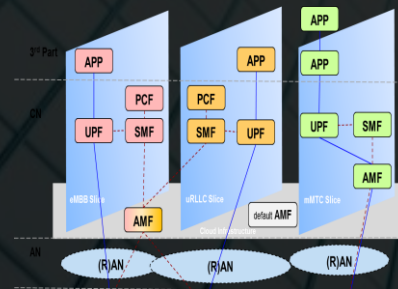 APP
3rd Part
APP
APP
APP
PCF
PCF
CN
UPF
SMF
SMF
UPF
UPF
SMF
AMF
eMBB Slice
uRLLC Slice
mMTC Slice
AMF
default AMF
Cloud Infrastructure
AN
(R)AN
(R)AN
(R)AN